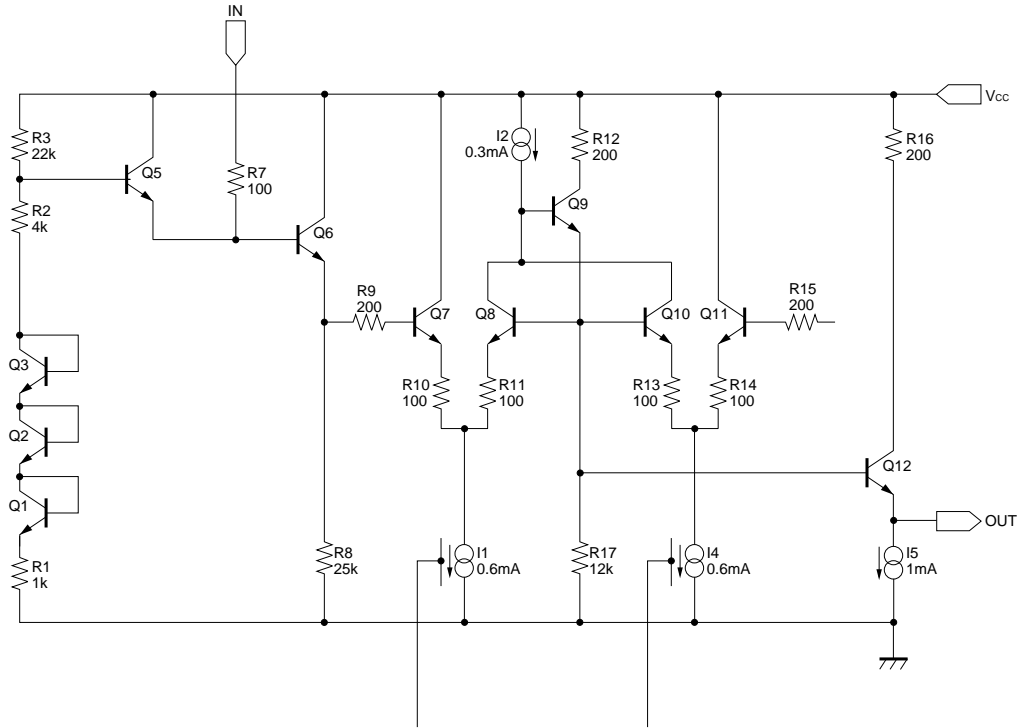 IN
VCC
R3
22k
Q5
R7
100
I2
0.3mA
R12
200
R16
200
R2
4k
Q6
Q9
R9
200
Q7
Q8
Q10
Q11
R15
200
Q3
R10
100
R11
100
R13
100
R14
100
Q2
Q12
Q1
OUT
R1
1k
R8
25k
I1
0.6mA
R17
12k
I4
0.6mA
I5
1mA